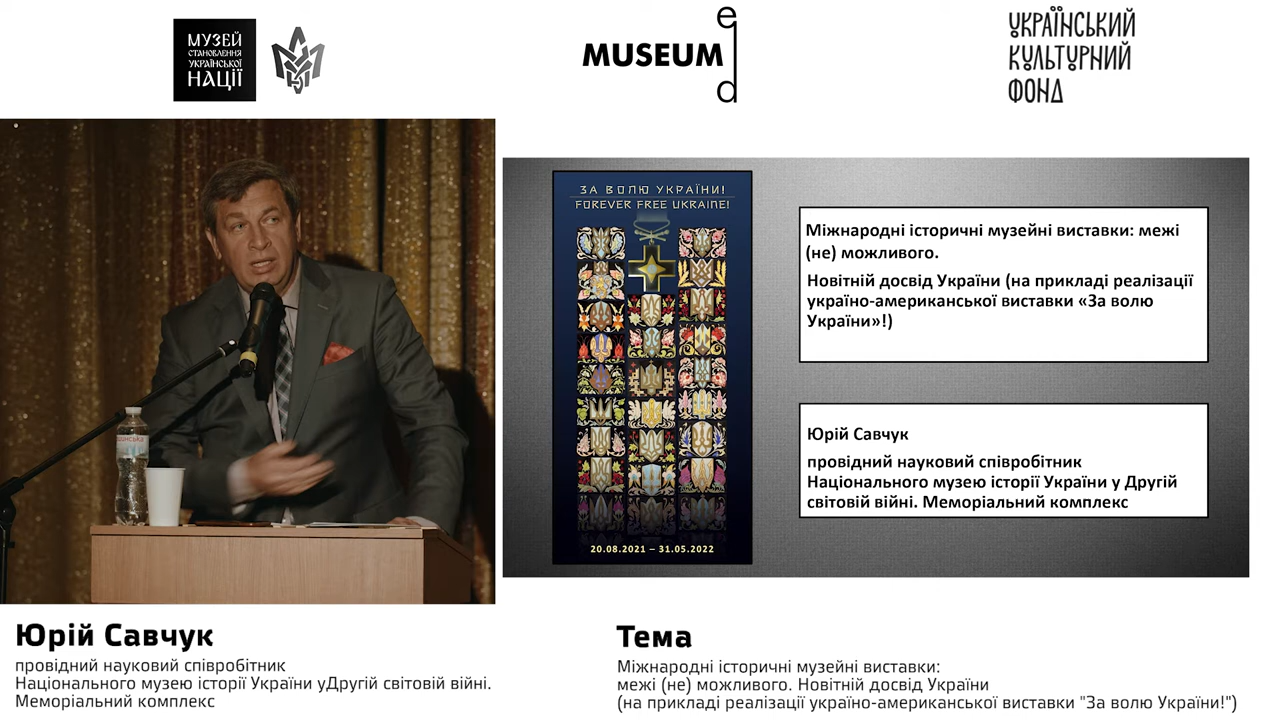 МУЗЕЙ
СТАНОВЛЕННЯ
УКРАЇНСЬКОЇ
НАЦІЇ
MUSEUM
ed
УКРАЇНСЬКИЙ
КУЛЬТУРНИЙ
ФОНД
ЗА ВОЛЮ УКРАЇНИ!
FOREVER FREE UKRAINE!
20.08.2021 – 31.05.2022
Міжнародні історичні музейні виставки: межі
(не) можливого.
Новітній досвід України (на прикладі реалізації
україно-американської виставки «За волю
України»!)
Юрій Савчук
провідний науковий співробітник
Національного музею історії України у Другій
світовій війні. Меморіальний комплекс
Юрій Савчук
провідний науковий співробітник
Національного музею історії України уДругій світовій війні.
Меморіальний комплекс
Тема
Міжнародні історичні музейні виставки:
межі (не) можливого. Новітній досвід України
(на прикладі реалізації україно-американської виставки "За волю України!")